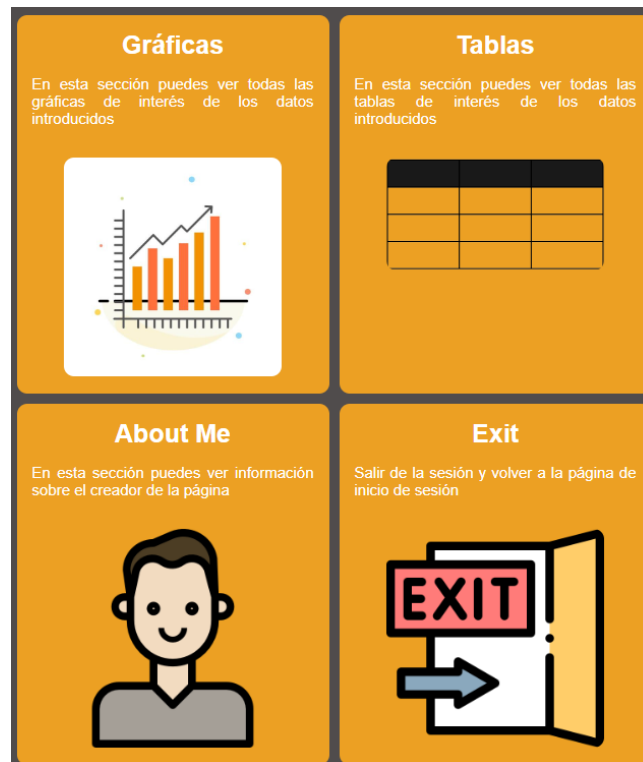 Gráficas
En esta sección puedes ver todas las
gráficas de interés de los datos
introducidos
Tablas
En esta sección puedes ver todas las
tablas de interés de los datos
introducidos
About Me
En esta sección puedes ver información
sobre el creador de la página
Exit
Salir de la sesión y volver a la página de
inicio de sesión
EXIT